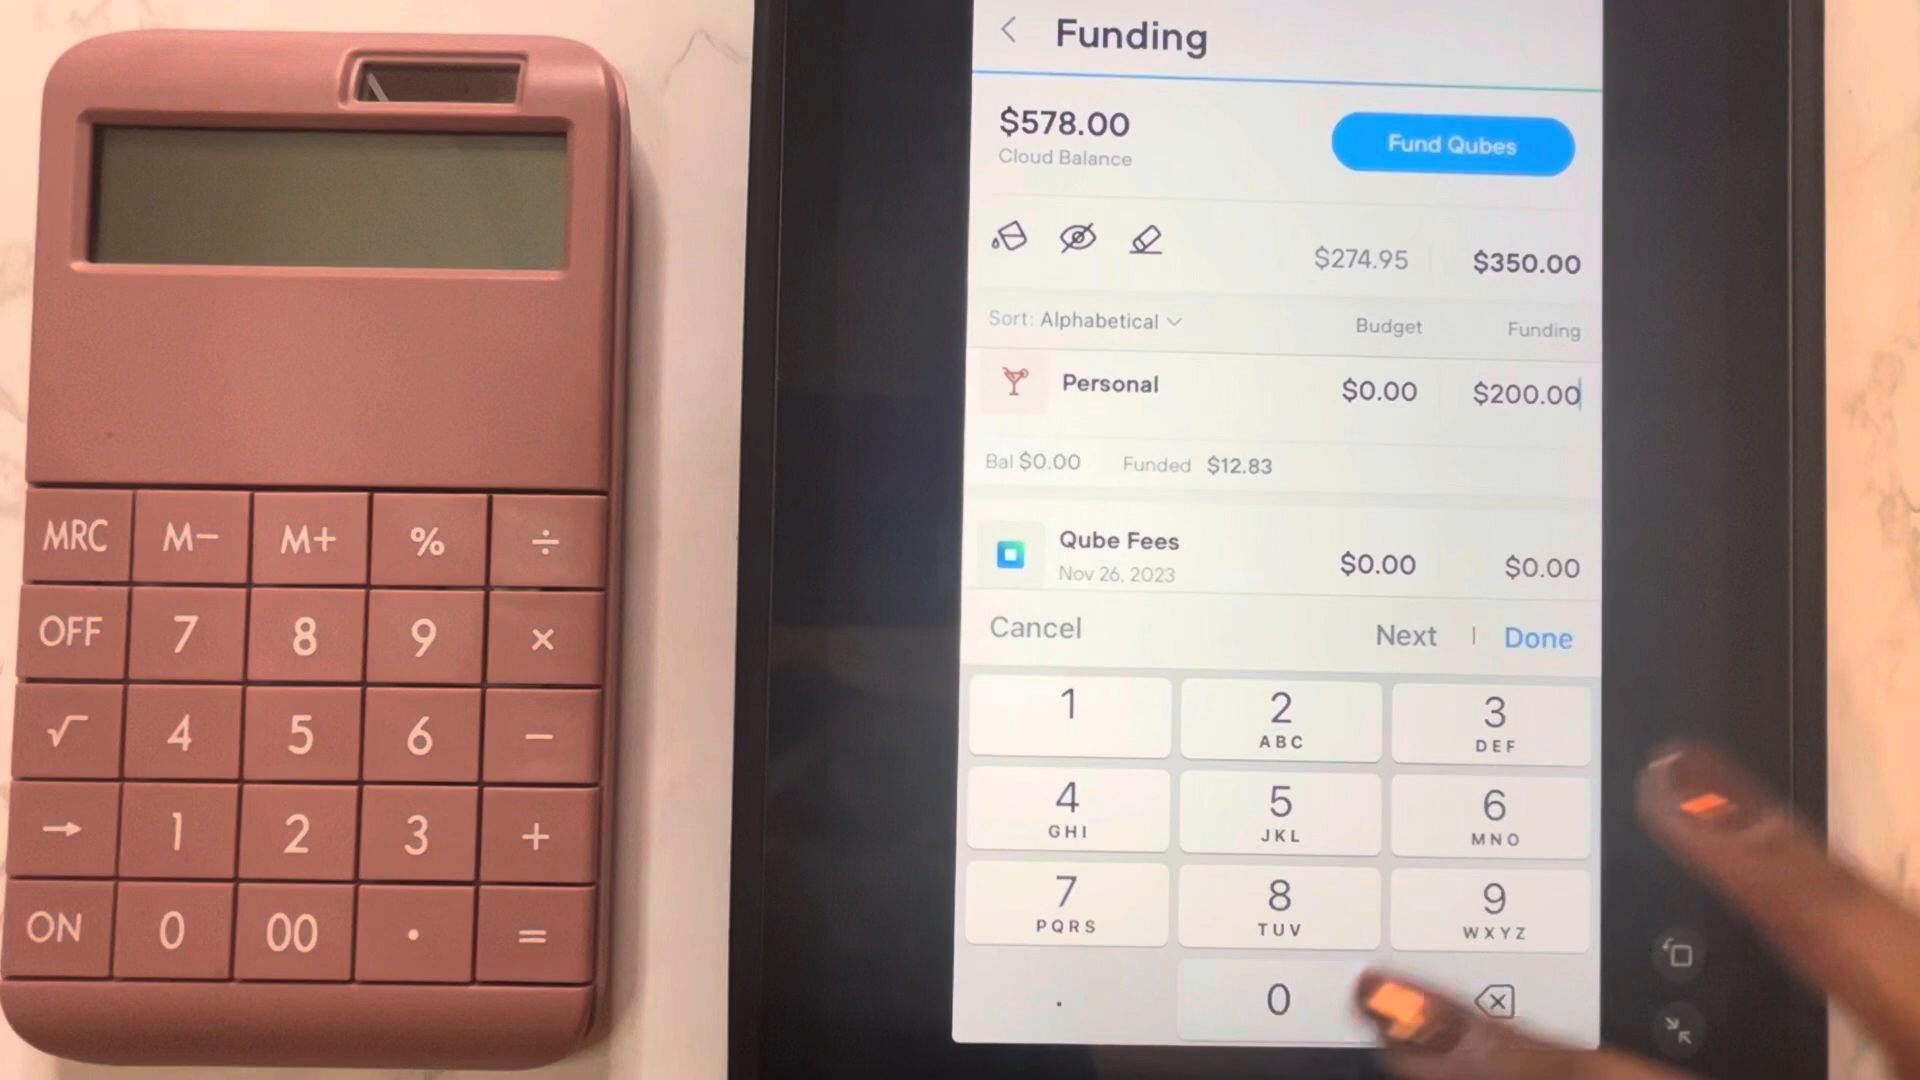 Funding
$578.00
Cloud Balance
Fund Qubes
$274.95
$350.00
Sort: Alphabetical
Budget
Funding
Personal
$0.00
$200.00
Bal $0.00
Funded $12.83
Qube Fees
Nov 26, 2023
$0.00
$0.00
Cancel
Next | Done
1
2 ABC
3 DEF
4 GHI
5 JKL
6 MNO
7 PQRS
8 TUV
9 WXYZ
. 0
MRC M− M+ % ÷
OFF 7 8 9 ×
√ 4 5 6 −
→ 1 2 3 +
ON 0 00 . =